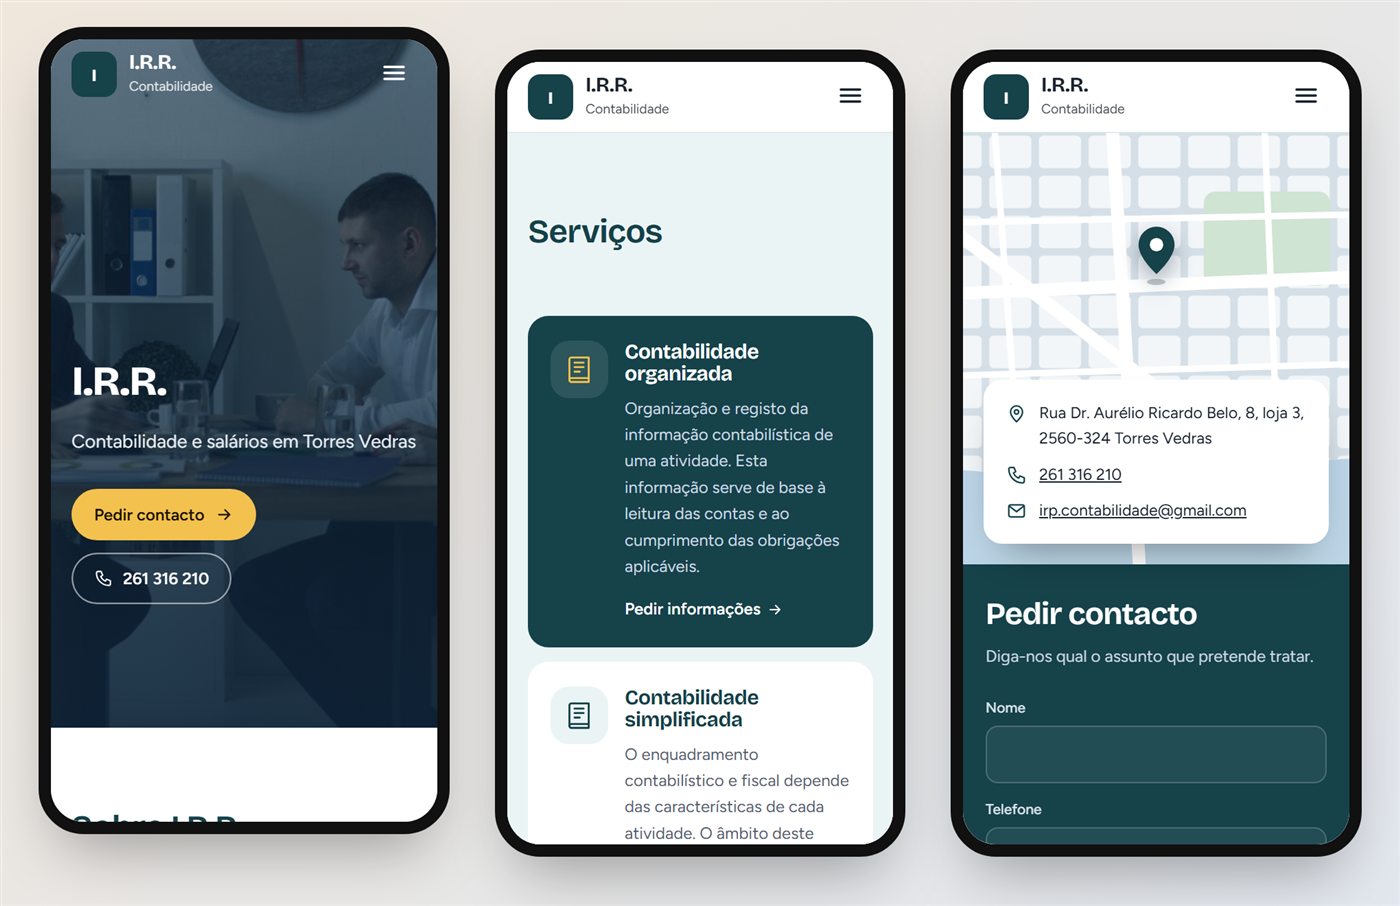 I
I.R.R.
Contabilidade
I.R.R.
Contabilidade e salários em Torres Vedras
Pedir contacto →
261 316 210
Sobre I.R.R.
I
I.R.R.
Contabilidade
Serviços
Contabilidade
organizada
Organização e registo da
informação contabilística de
uma atividade. Esta
informação serve de base à
leitura das contas e ao
cumprimento das obrigações
aplicáveis.
Pedir informações →
Contabilidade
simplificada
O enquadramento
contabilístico e fiscal depende
das características de cada
atividade. O âmbito deste
I
I.R.R.
Contabilidade
Rua Dr. Aurélio Ricardo Belo, 8, loja 3,
2560-324 Torres Vedras
261 316 210
irp.contabilidade@gmail.com
Pedir contacto
Diga-nos qual o assunto que pretende tratar.
Nome
Telefone